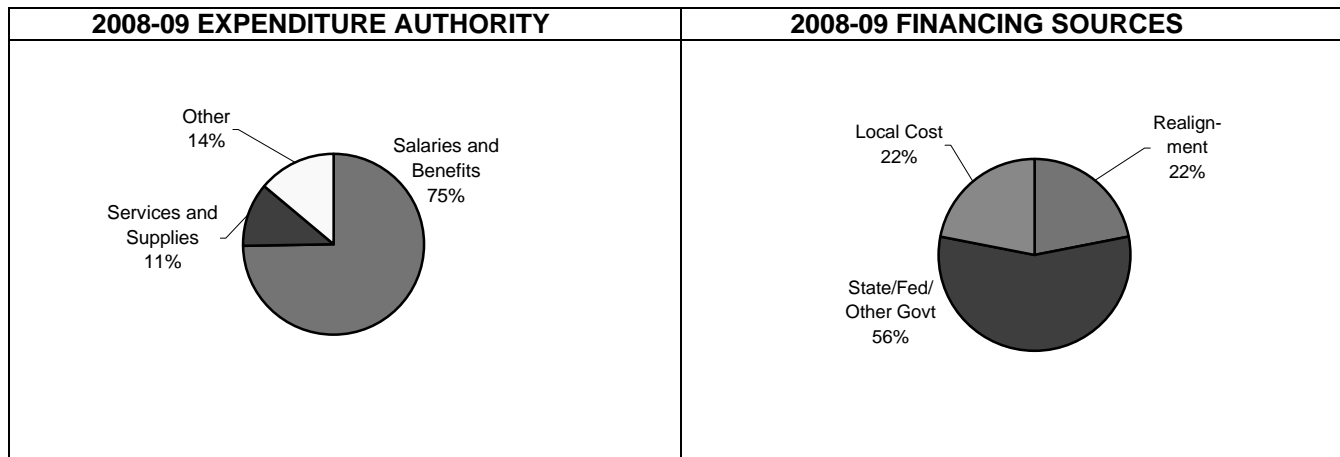 2008-09 EXPENDITURE AUTHORITY
Other
14%
Salaries and
Benefits
75%
Services and
Supplies
11%
2008-09 FINANCING SOURCES
Local Cost
22%
Realign-
ment
22%
State/Fed/
Other Govt
56%